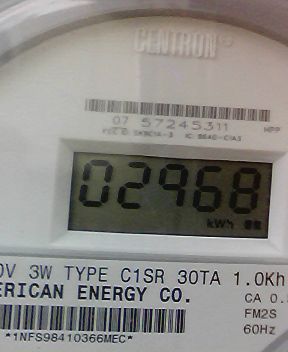 CENTRON®
07 57245311 HPP
02968
kWh
0V 3W TYPE C1SR 30TA 1.0Kh
ERICAN ENERGY CO.
CA 0.
FM2S
60Hz
*1NFS98410366MEC*